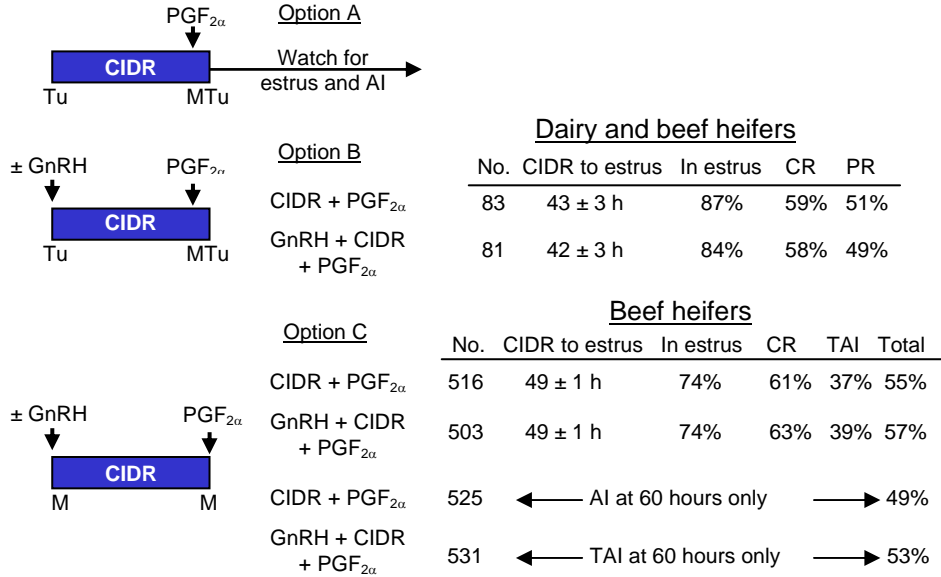 PGF2α
Option A
CIDR
Watch for
estrus and AI
Tu MTu
Dairy and beef heifers
± GnRH PGF2α
Option B
No. CIDR to estrus In estrus CR PR
CIDR + PGF2α 83 43 ± 3 h 87% 59% 51%
CIDR
Tu MTu
GnRH + CIDR
+ PGF2α
81 42 ± 3 h 84% 58% 49%
Beef heifers
Option C
No. CIDR to estrus In estrus CR TAI Total
CIDR + PGF2α 516 49 ± 1 h 74% 61% 37% 55%
± GnRH PGF2α
GnRH + CIDR
+ PGF2α
503 49 ± 1 h 74% 63% 39% 57%
CIDR
M M
CIDR + PGF2α 525 AI at 60 hours only 49%
GnRH + CIDR
+ PGF2α
531 TAI at 60 hours only 53%